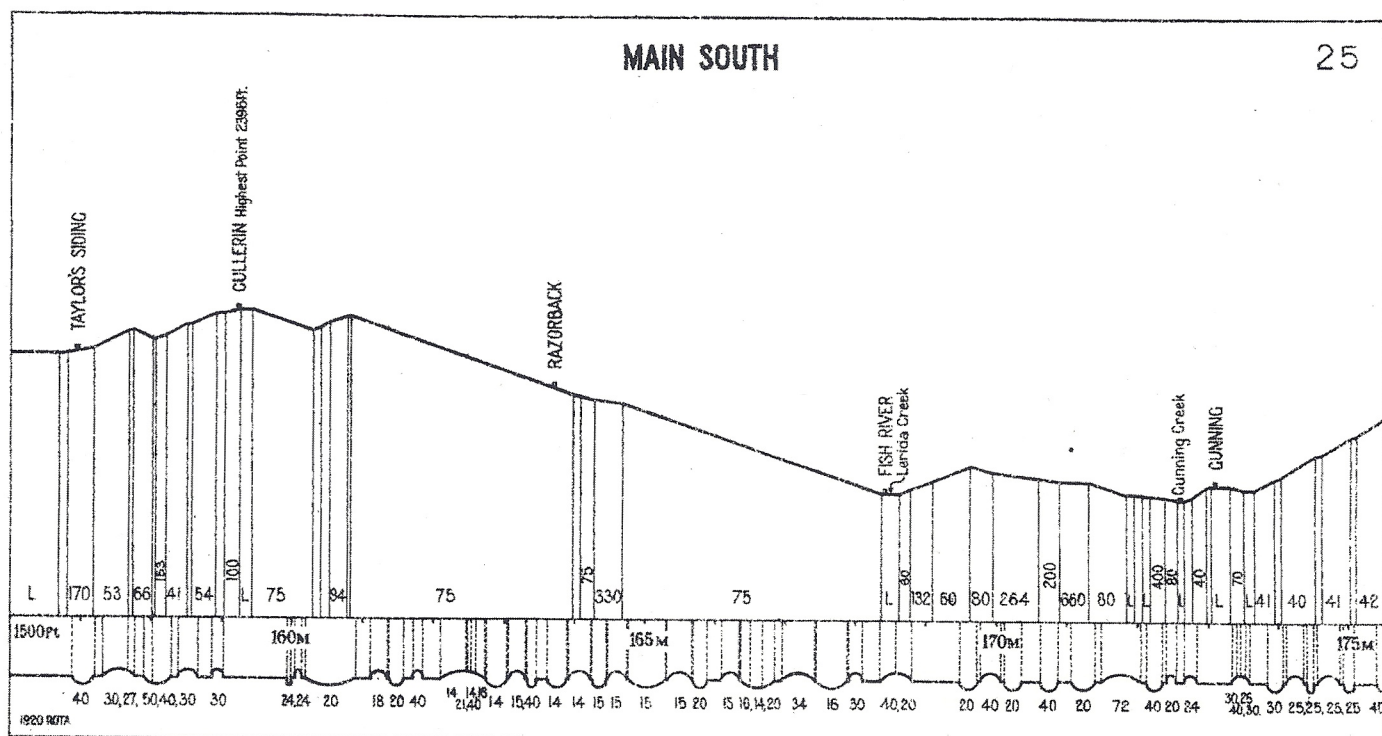 MAIN SOUTH
25
TAYLOR'S SIDING
CULLERIN Highest Point 2396Ft.
RAZORBACK
FISH RIVER
Lerida Creek
Gunning Creek
GUNNING
L 170 53 66 163 41 54 100 L 75 94 75 75 330 75 L 60 132 60 80 264 200 660 80 L L 400 80 L 40 L 70 L 41 40 41 42
1500Ft 160M 165M 170M 175M
40 30, 27, 50, 40, 30 30 24, 24 20 18 20 40 14 21, 14, 16 14 15, 40 14 14 15 15 15 15 20 15 16, 14, 20 34 16 30 40, 20 20 40 20 40 20 72 40 20 24 30, 25 40, 30 30 25, 25, 25, 25 40
1920 ROTA